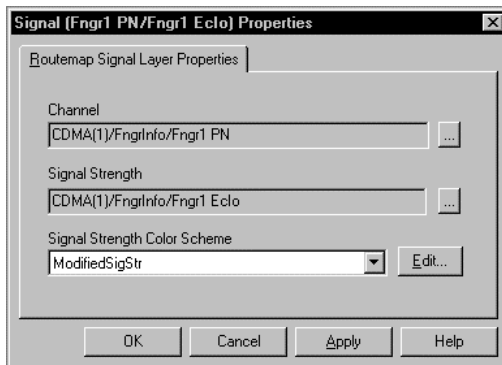 Signal (Fngr1 PN/Fngr1 EcIo) Properties
Routemap Signal Layer Properties
Channel
CDMA(1)/FngrInfo/Fngr1 PN
...
Signal Strength
CDMA(1)/FngrInfo/Fngr1 EcIo
...
Signal Strength Color Scheme
ModifiedSigStr
Edit...
OK Cancel Apply Help